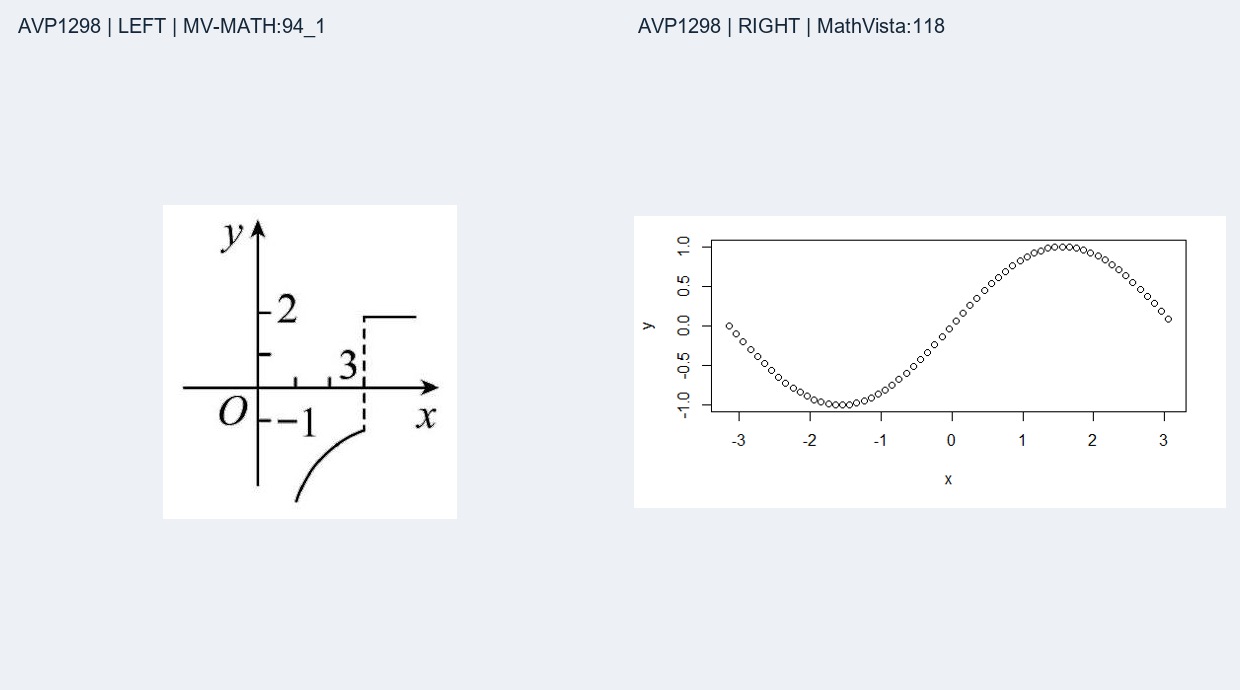 AVP1298 | LEFT | MV-MATH:94_1
y
2
3
O
-1
x
AVP1298 | RIGHT | MathVista:118
1.0
0.5
0.0
-0.5
-1.0
y
-3 -2 -1 0 1 2 3
x